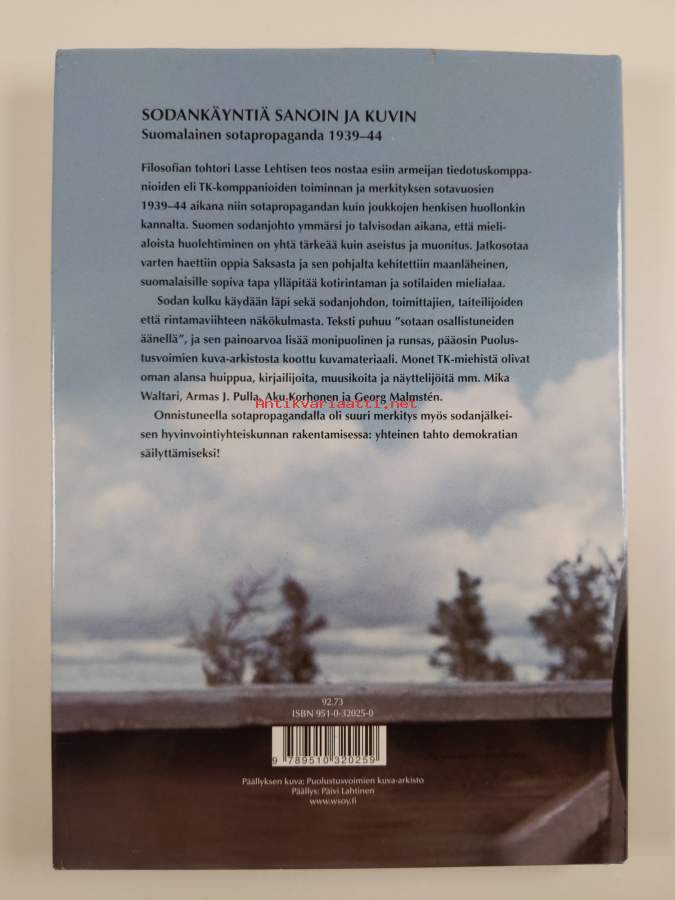 SODANKÄYNTIÄ SANOIN JA KUVIN
Suomalainen sotapropaganda 1939–44
Filosofian tohtori Lasse Lehtisen teos nostaa esiin armeijan tiedotuskomppa-
nioiden eli TK-komppanioiden toiminnan ja merkityksen sotavuosien
1939–44 aikana niin sotapropagandan kuin joukkojen henkisen huollonkin
kannalta. Suomen sodanjohto ymmärsi jo talvisodan aikana, että mieli-
aloista huolehtiminen on yhtä tärkeää kuin aseistus ja muonitus. Jatkosotaa
varten haettiin oppia Saksasta ja sen pohjalta kehitettiin maanläheinen,
suomalaisille sopiva tapa ylläpitää kotirintaman ja sotilaiden mielialaa.
Sodan kulku käydään läpi sekä sodanjohdon, toimittajien, taiteilijoiden
että rintamaviihteen näkökulmasta. Teksti puhuu ”sotaan osallistuneiden
äänellä”, ja sen painoarvoa lisää monipuolinen ja runsas, pääosin Puolus-
tusvoimien kuva-arkistosta koottu kuvamateriaali. Monet TK-miehistä olivat
oman alansa huippua, kirjailijoita, muusikoita ja näyttelijöitä mm. Mika
Waltari, Armas J. Pulla, Aku Korhonen ja Georg Malmstén.
Antikvariaatti.net
Onnistuneella sotapropagandalla oli suuri merkitys myös sodanjälkei-
sen hyvinvointiyhteiskunnan rakentamisessa: yhteinen tahto demokratian
säilyttämiseksi!
92.73
ISBN 951-0-32025-0
9 789510 320259
Päällyksen kuva: Puolustusvoimien kuva-arkisto
Päällys: Päivi Lahtinen
www.wsoy.fi